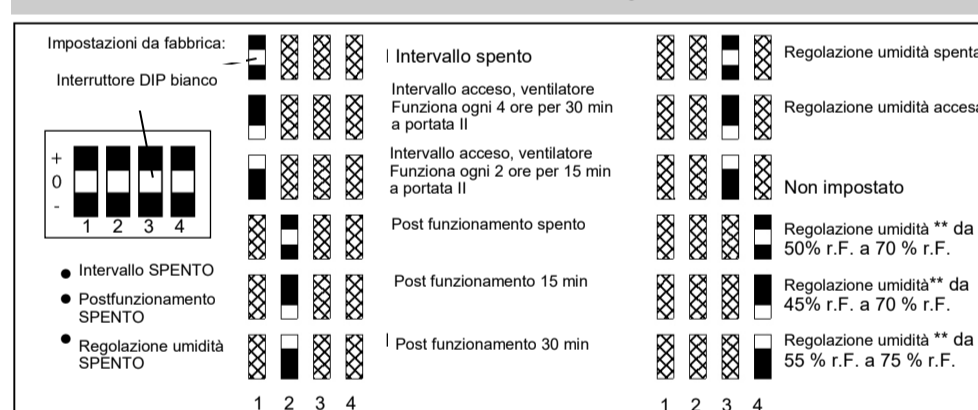 Impostazioni da fabbrica:
Interruttore DIP bianco
+
0
-
1 2 3 4
● Intervallo SPENTO
● Postfunzionamento
SPENTO
● Regolazione umidità
SPENTO
Intervallo spento
Intervallo acceso, ventilatore
Funziona ogni 4 ore per 30 min
a portata II
Intervallo acceso, ventilatore
Funziona ogni 2 ore per 15 min
a portata II
Post funzionamento spento
Post funzionamento 15 min
Post funzionamento 30 min
1 2 3 4
Regolazione umidità spenta
Regolazione umidità accesa
Non impostato
Regolazione umidità ** da
50% r.F. a 70 % r.F.
Regolazione umidità** da
45% r.F. a 70 % r.F.
Regolazione umidità ** da
55 % r.F. a 75 % r.F.
1 2 3 4